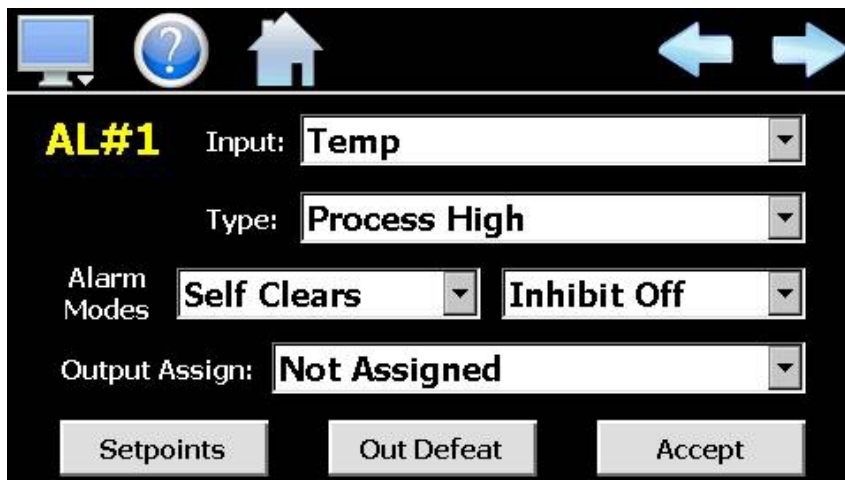 ?
AL#1 Input: Temp
Type: Process High
Alarm Modes Self Clears Inhibit Off
Output Assign: Not Assigned
Setpoints Out Defeat Accept